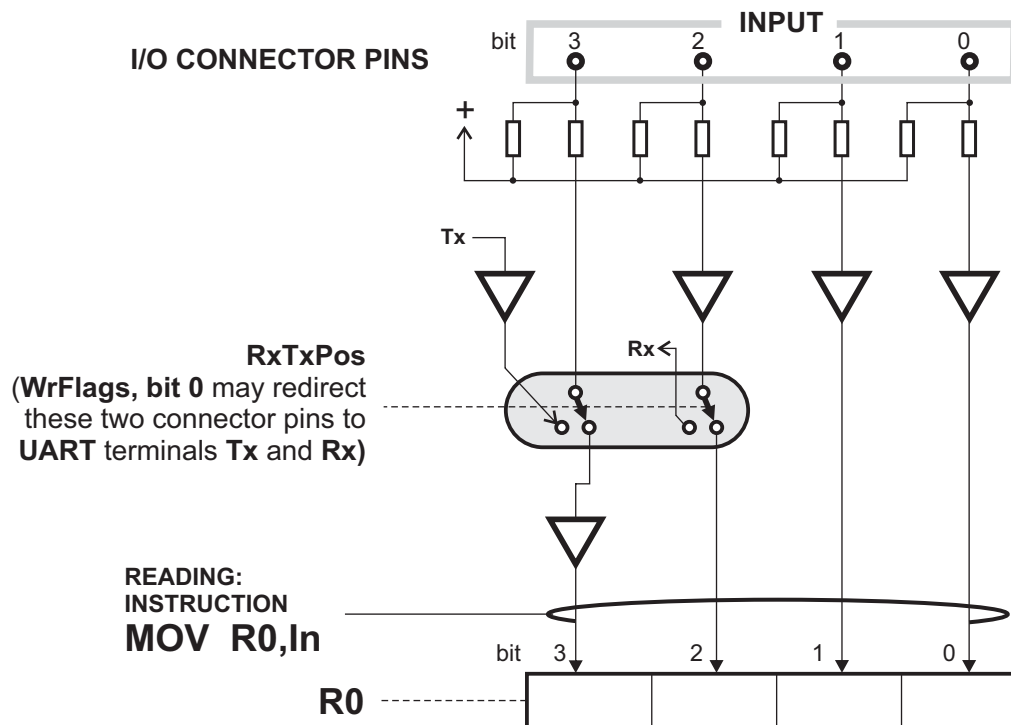 INPUT
I/O CONNECTOR PINS
bit 3 2 1 0
+
Tx
RxTxPos
Rx
(WrFlags, bit 0 may redirect
these two connector pins to
UART terminals Tx and Rx)
READING:
INSTRUCTION
MOV R0,In
bit 3 2 1 0
R0